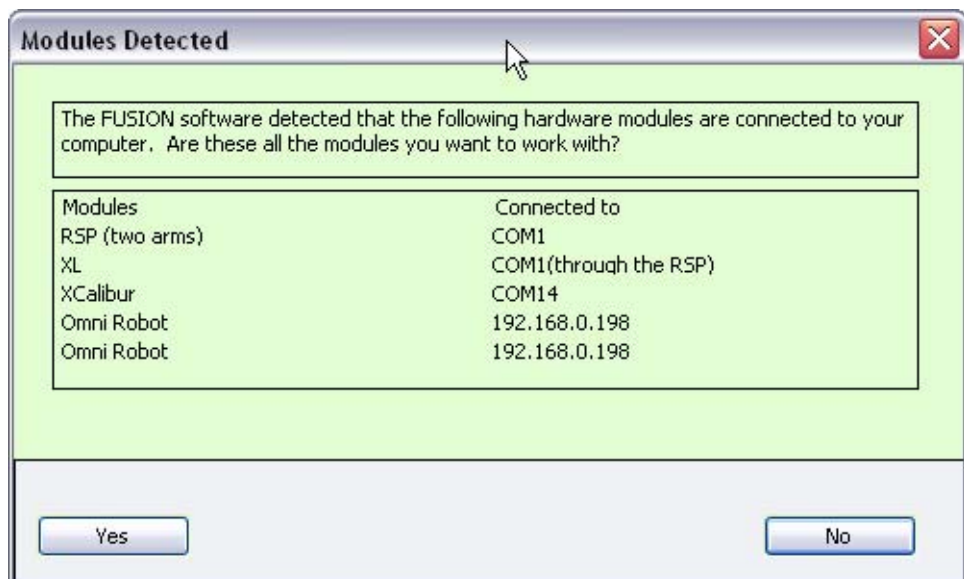 Modules Detected
The FUSION software detected that the following hardware modules are connected to your
computer.  Are these all the modules you want to work with?
Modules Connected to
RSP (two arms) COM1
XL COM1(through the RSP)
XCalibur COM14
Omni Robot 192.168.0.198
Omni Robot 192.168.0.198
Yes No